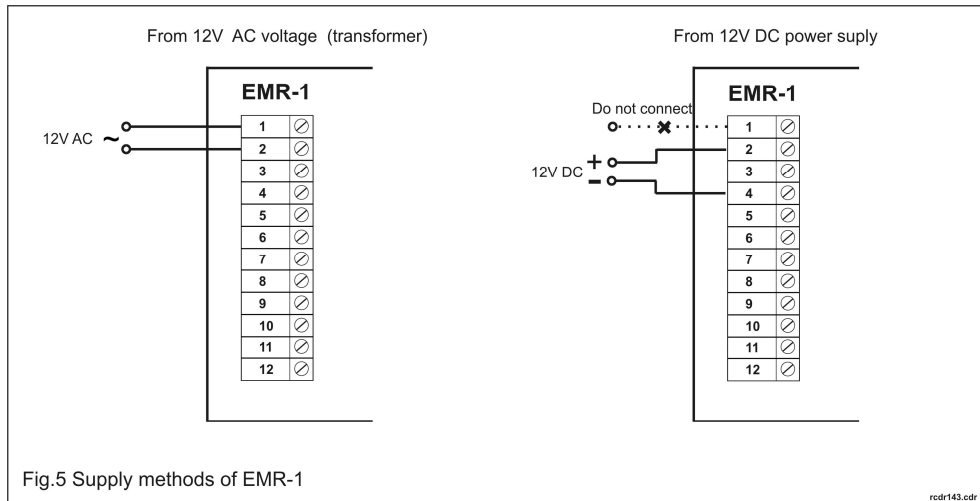 From 12V AC voltage (transformer)
EMR-1
12V AC ~
1
2
3
4
5
6
7
8
9
10
11
12
From 12V DC power suply
EMR-1
Do not connect
12V DC
+
-
1
2
3
4
5
6
7
8
9
10
11
12
Fig.5 Supply methods of EMR-1
rcdr143.cdr